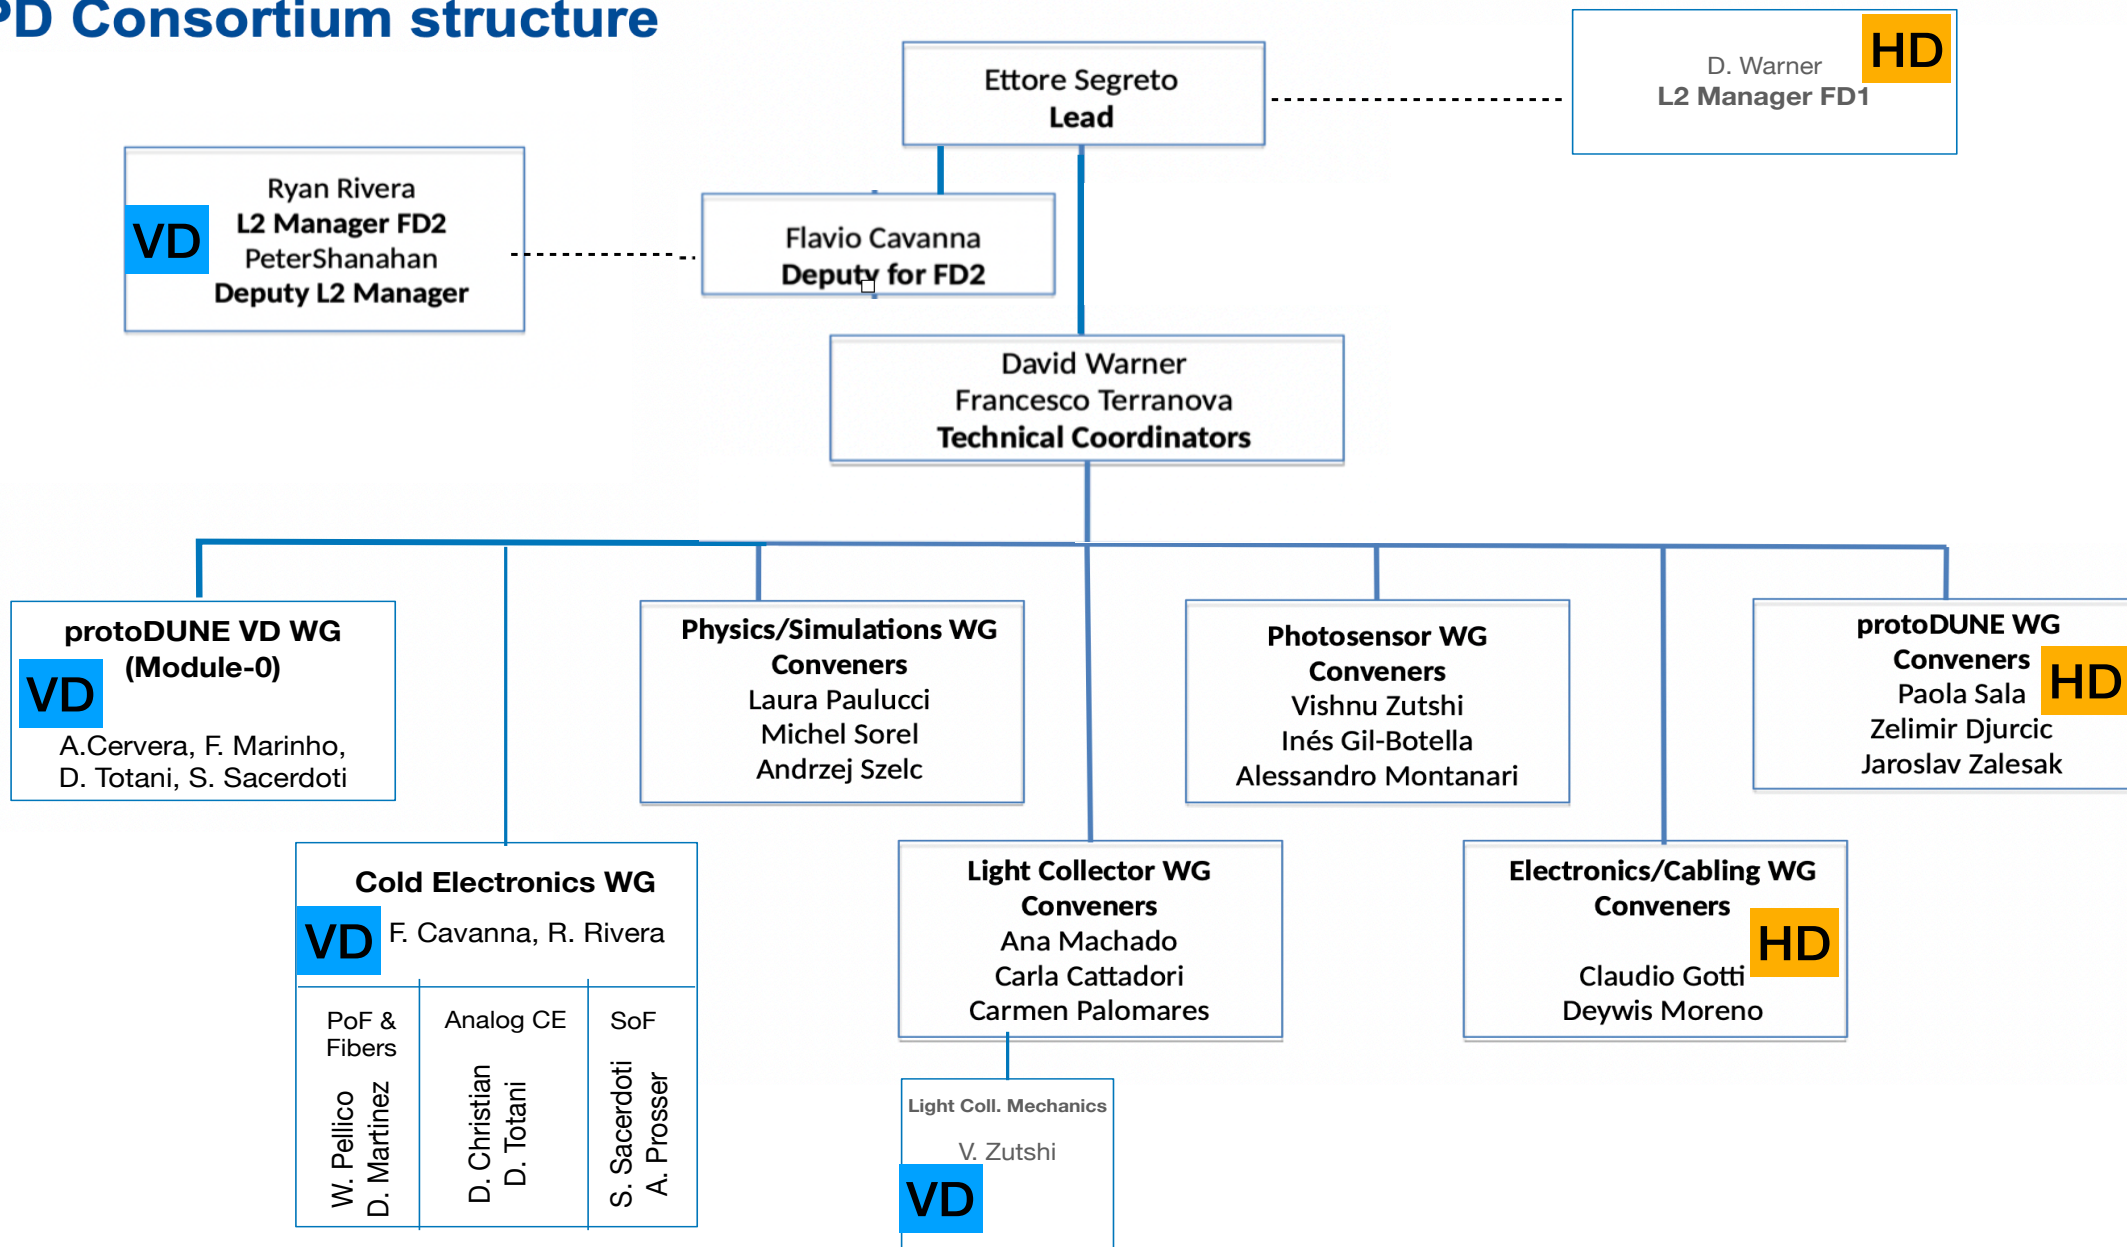 PD Consortium structure
Ettore Segreto
Lead
HD
D. Warner
L2 Manager FD1
Ryan Rivera
L2 Manager FD2
VD
PeterShanahan
Deputy L2 Manager
Flavio Cavanna
Deputy for FD2
David Warner
Francesco Terranova
Technical Coordinators
protoDUNE VD WG
(Module-0)
VD
A.Cervera, F. Marinho,
D. Totani, S. Sacerdoti
Physics/Simulations WG
Conveners
Laura Paulucci
Michel Sorel
Andrzej Szelc
Photosensor WG
Conveners
Vishnu Zutshi
Inés Gil-Botella
Alessandro Montanari
protoDUNE WG
Conveners
HD
Paola Sala
Zelimir Djurcic
Jaroslav Zalesak
Cold Electronics WG
VD
F. Cavanna, R. Rivera
PoF &
Fibers
W. Pellico
D. Martinez
Analog CE
D. Christian
D. Totani
SoF
S. Sacerdoti
A. Prosser
Light Collector WG
Conveners
Ana Machado
Carla Cattadori
Carmen Palomares
Electronics/Cabling WG
Conveners
HD
Claudio Gotti
Deywis Moreno
Light Coll. Mechanics
V. Zutshi
VD